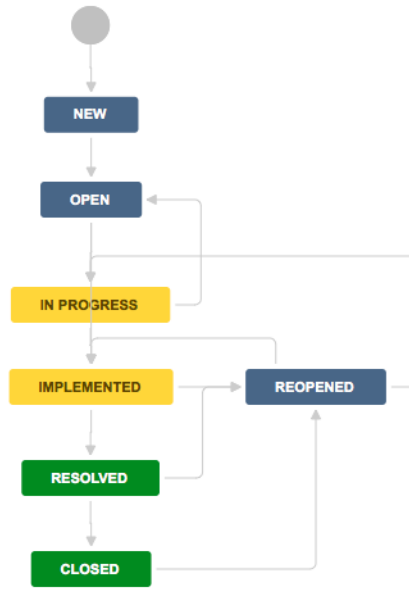 NEW
OPEN
IN PROGRESS
IMPLEMENTED
REOPENED
RESOLVED
CLOSED